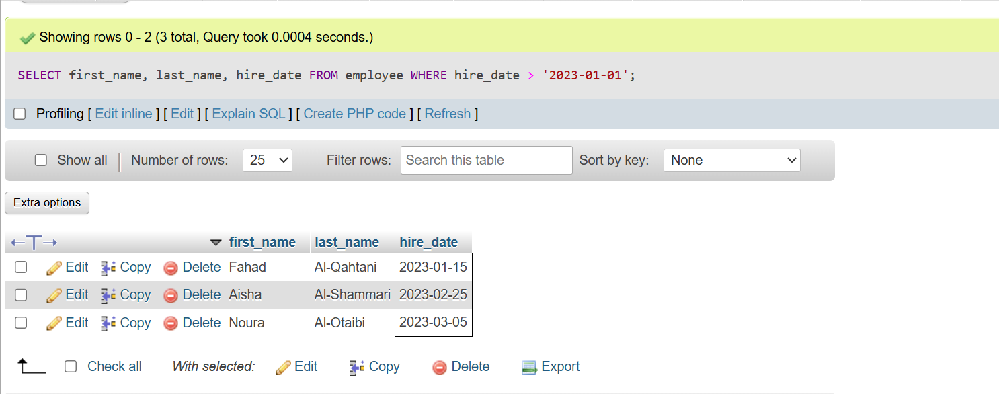 Showing rows 0 - 2 (3 total, Query took 0.0004 seconds.)
SELECT first_name, last_name, hire_date FROM employee WHERE hire_date > '2023-01-01';
Profiling [ Edit inline ] [ Edit ] [ Explain SQL ] [ Create PHP code ] [ Refresh ]
Show all | Number of rows: 25 Filter rows: Search this table Sort by key: None
Extra options
←T→ first_name last_name hire_date
Edit Copy Delete Fahad Al-Qahtani 2023-01-15
Edit Copy Delete Aisha Al-Shammari 2023-02-25
Edit Copy Delete Noura Al-Otaibi 2023-03-05
Check all With selected: Edit Copy Delete Export